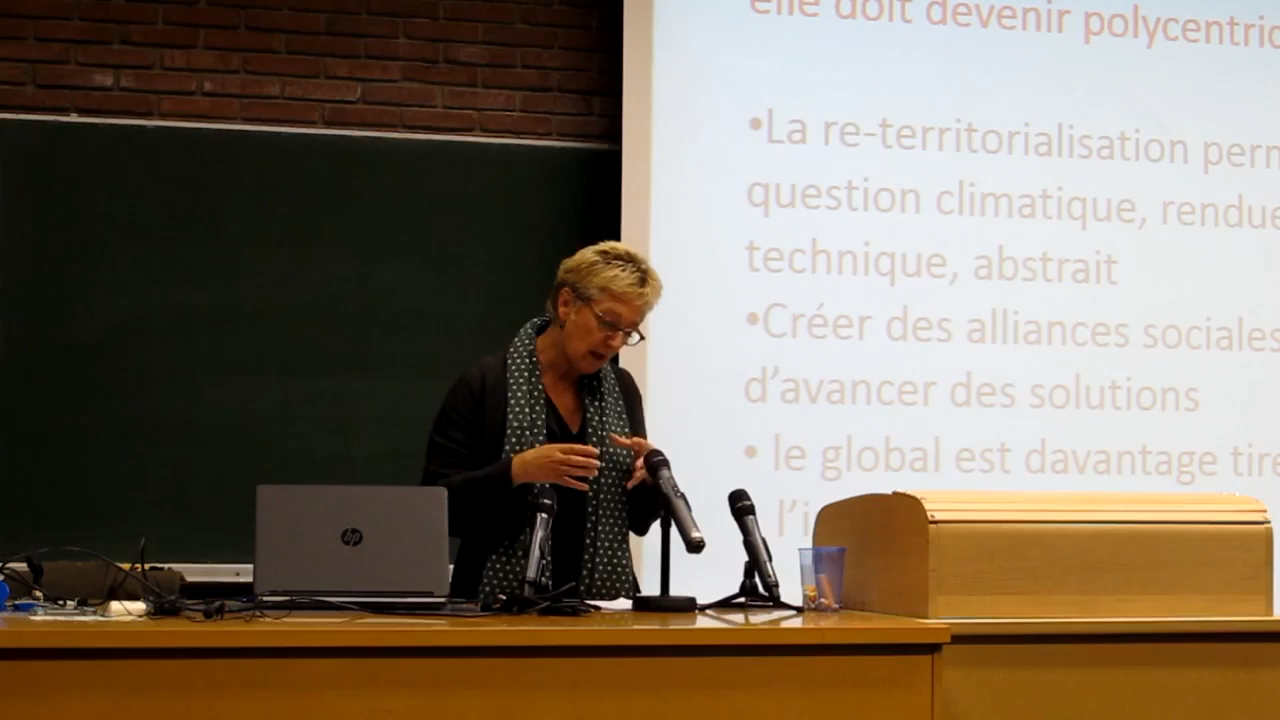 elle doit devenir polycentric
•La re-territorialisation perm
question climatique, rendue
technique, abstrait
•Créer des alliances sociales
d’avancer des solutions
• le global est davantage tire
l’i
hp